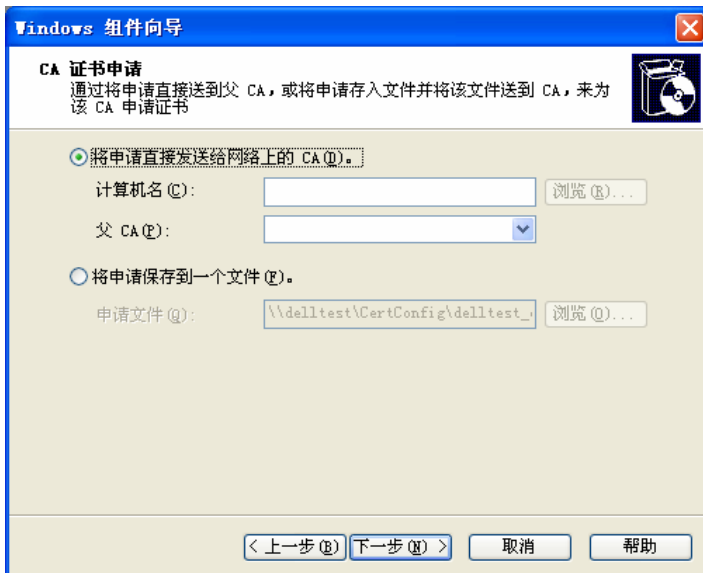 Windows 组件向导
CA 证书申请
通过将申请直接送到父 CA，或将申请存入文件并将该文件送到 CA，来为
该 CA 申请证书
将申请直接发送给网络上的 CA(D)。
计算机名(C):
浏览(R)...
父 CA(P):
将申请保存到一个文件(F)。
申请文件(Q):
\\delltest\CertConfig\delltest_
浏览(O)...
< 上一步(B)
下一步(N) >
取消
帮助